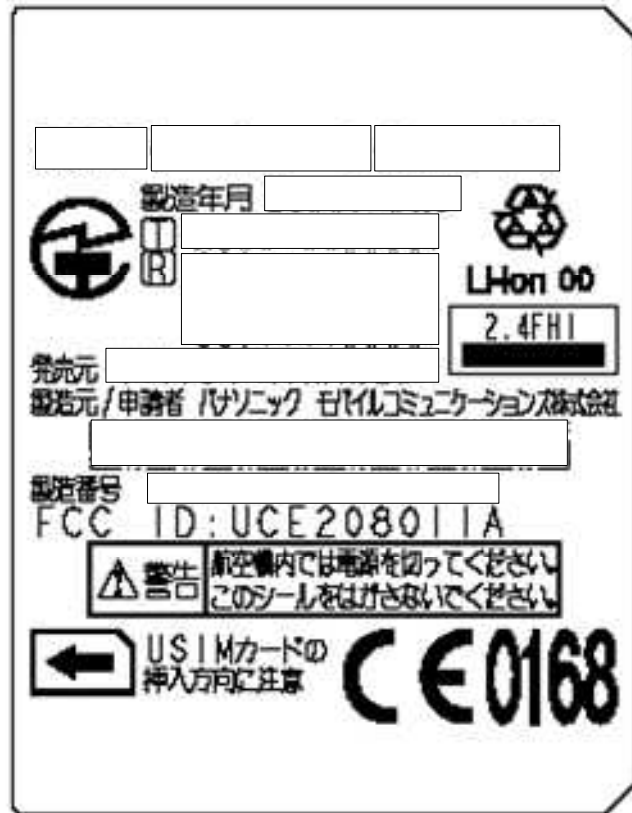 製造年月
T
R
LHon 00
2.4FH1
発売元
製造元/申請者 パナソニック モバイルコミュニケーションズ株式会社
製造番号
FCC ID:UCE208011A
警告
航空機内では電源を切ってください。
このシールをはがさないでください。
USIMカードの
挿入方向に注意
CE0168